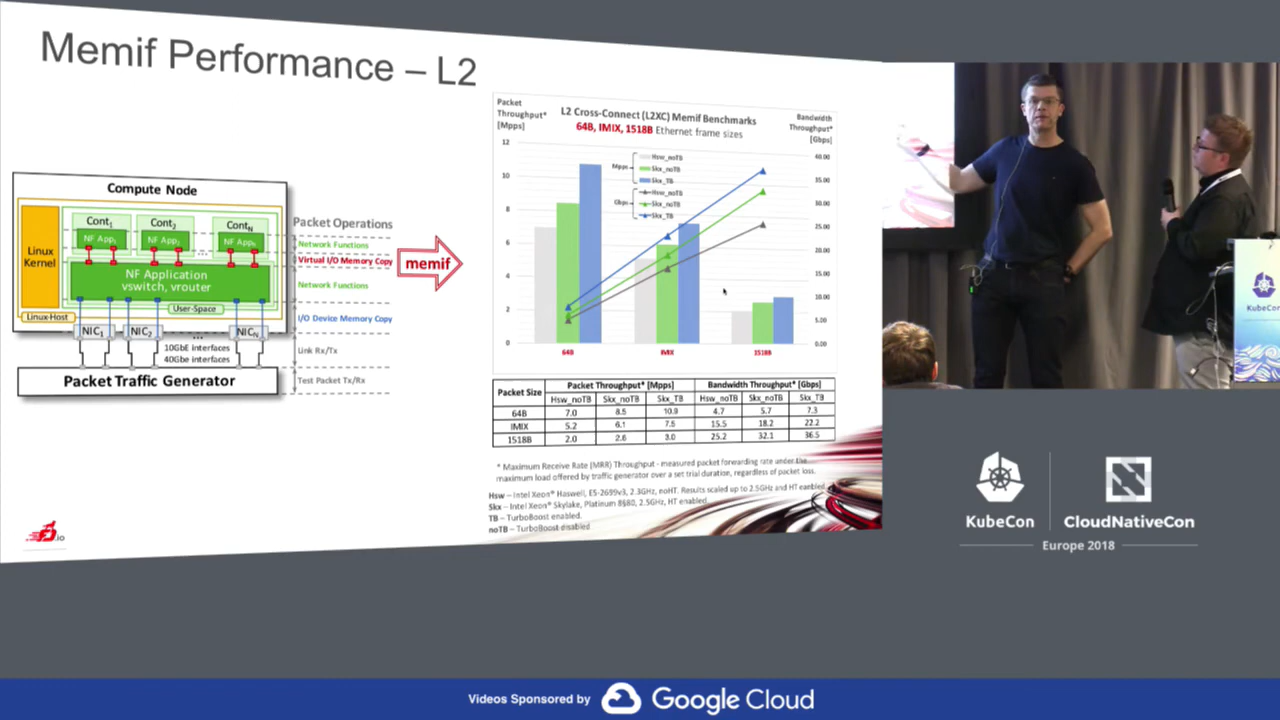 Memif Performance – L2
Compute Node
Linux
Kernel
Cont1
NF App1
Cont2
NF App2
ContN
NF AppN
...
NF Application
vswitch, vrouter
User-Space
Linux-Host
NIC1
NIC2
...
NICN
10GbE interfaces
40Gbe interfaces
Packet Traffic Generator
Packet Operations
Network Functions
Virtual I/O Memory Copy
Network Functions
I/O Device Memory Copy
Link Rx/Tx
Test Packet Tx/Rx
memif
Packet
Throughput*
[Mpps]
L2 Cross-Connect (L2XC) Memif Benchmarks
64B, IMIX, 1518B Ethernet frame sizes
Bandwidth
Throughput*
[Gbps]
12
10
8
6
4
2
0
Mpps
Hsw_noTB
Skx_noTB
Skx_TB
Gbps
Hsw_noTB
Skx_noTB
Skx_TB
40.00
35.00
30.00
25.00
20.00
15.00
10.00
5.00
0.00
64B IMIX 1518B
Packet Size Packet Throughput* [Mpps] Bandwidth Throughput* [Gbps]
Hsw_noTB Skx_noTB Skx_TB Hsw_noTB Skx_noTB Skx_TB
64B 7.0 8.5 10.9 4.7 5.7 7.3
IMIX 5.2 6.1 7.5 15.5 18.2 22.2
1518B 2.0 2.6 3.0 25.2 32.1 36.5
* Maximum Receive Rate (MRR) Throughput - measured packet forwarding rate under the
maximum load offered by traffic generator over a set trial duration, regardless of packet loss.
Hsw – Intel Xeon® Haswell, E5-2699v3, 2.3GHz, noHT. Results scaled up to 2.5GHz and HT enabled.
Skx – Intel Xeon® Skylake, Platinum 8180, 2.5GHz, HT enabled.
TB – TurboBoost enabled.
noTB – TurboBoost disabled
.io
KubeCon
KubeCon
CloudNativeCon
Europe 2018
Videos Sponsored by Google Cloud